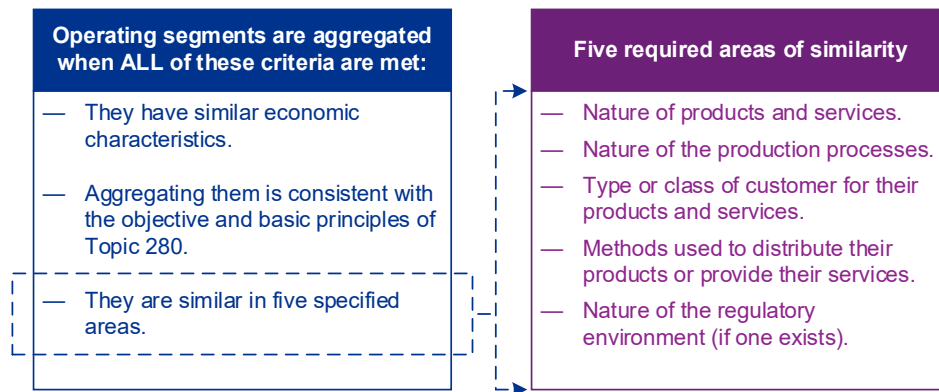 Operating segments are aggregated
when ALL of these criteria are met:
— They have similar economic
characteristics.
— Aggregating them is consistent with
the objective and basic principles of
Topic 280.
— They are similar in five specified
areas.
Five required areas of similarity
— Nature of products and services.
— Nature of the production processes.
— Type or class of customer for their
products and services.
— Methods used to distribute their
products or provide their services.
— Nature of the regulatory
environment (if one exists).